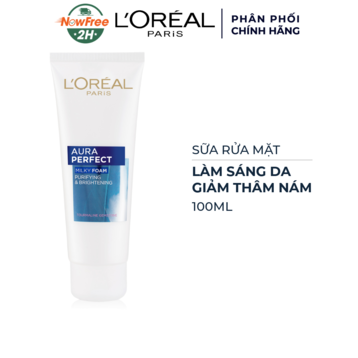 NowFree
2H
L'ORÉAL
PARIS
PHÂN PHỐI
CHÍNH HÃNG
L'ORÉAL
PARIS
AURA
PERFECT
MILKY FOAM
PURIFYING
& BRIGHTENING
SỮA RỬA MẶT
LÀM SÁNG DA
GIẢM THÂM NÁM
100ML